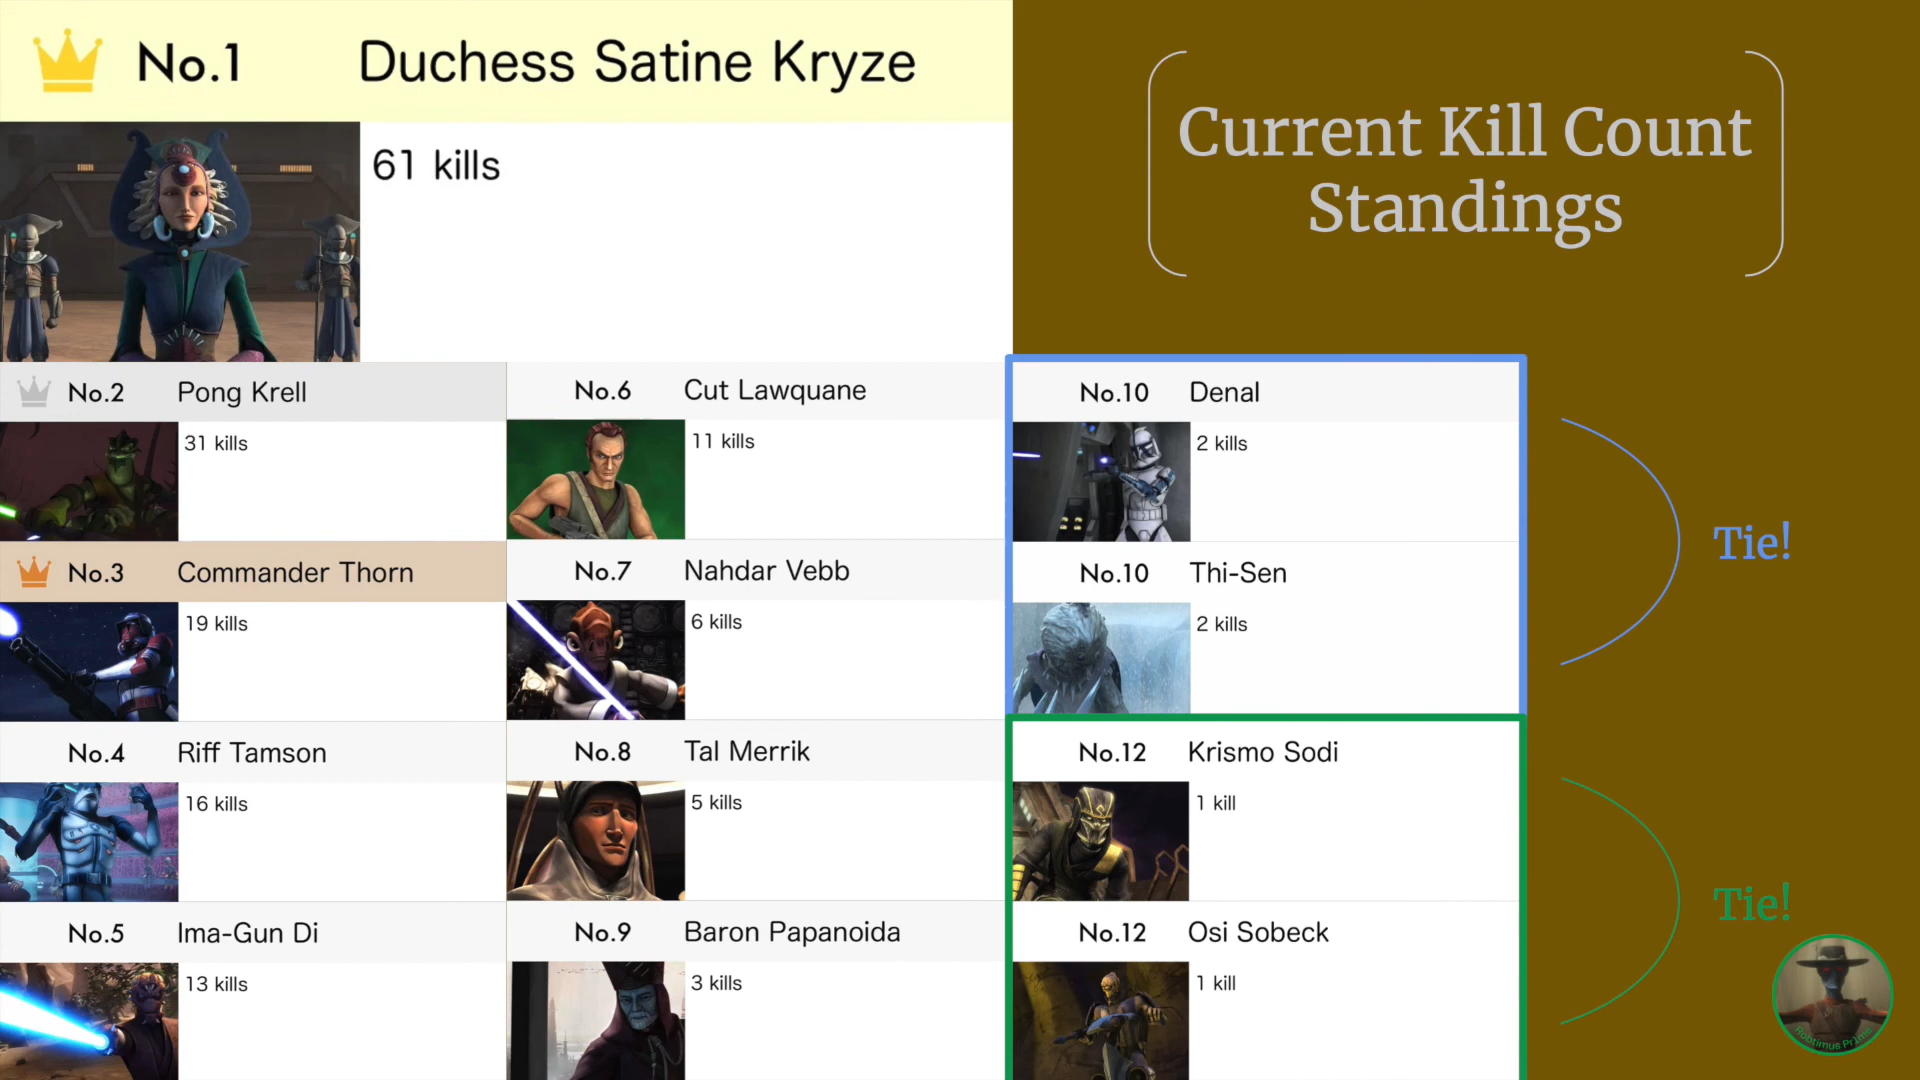 No.1 Duchess Satine Kryze
61 kills
Current Kill Count
Standings
No.2 Pong Krell
31 kills
No.3 Commander Thorn
19 kills
No.4 Riff Tamson
16 kills
No.5 Ima-Gun Di
13 kills
No.6 Cut Lawquane
11 kills
No.7 Nahdar Vebb
6 kills
No.8 Tal Merrik
5 kills
No.9 Baron Papanoida
3 kills
No.10 Denal
2 kills
No.10 Thi-Sen
2 kills
Tie!
No.12 Krismo Sodi
1 kill
No.12 Osi Sobeck
1 kill
Tie!
Robtimus Prime